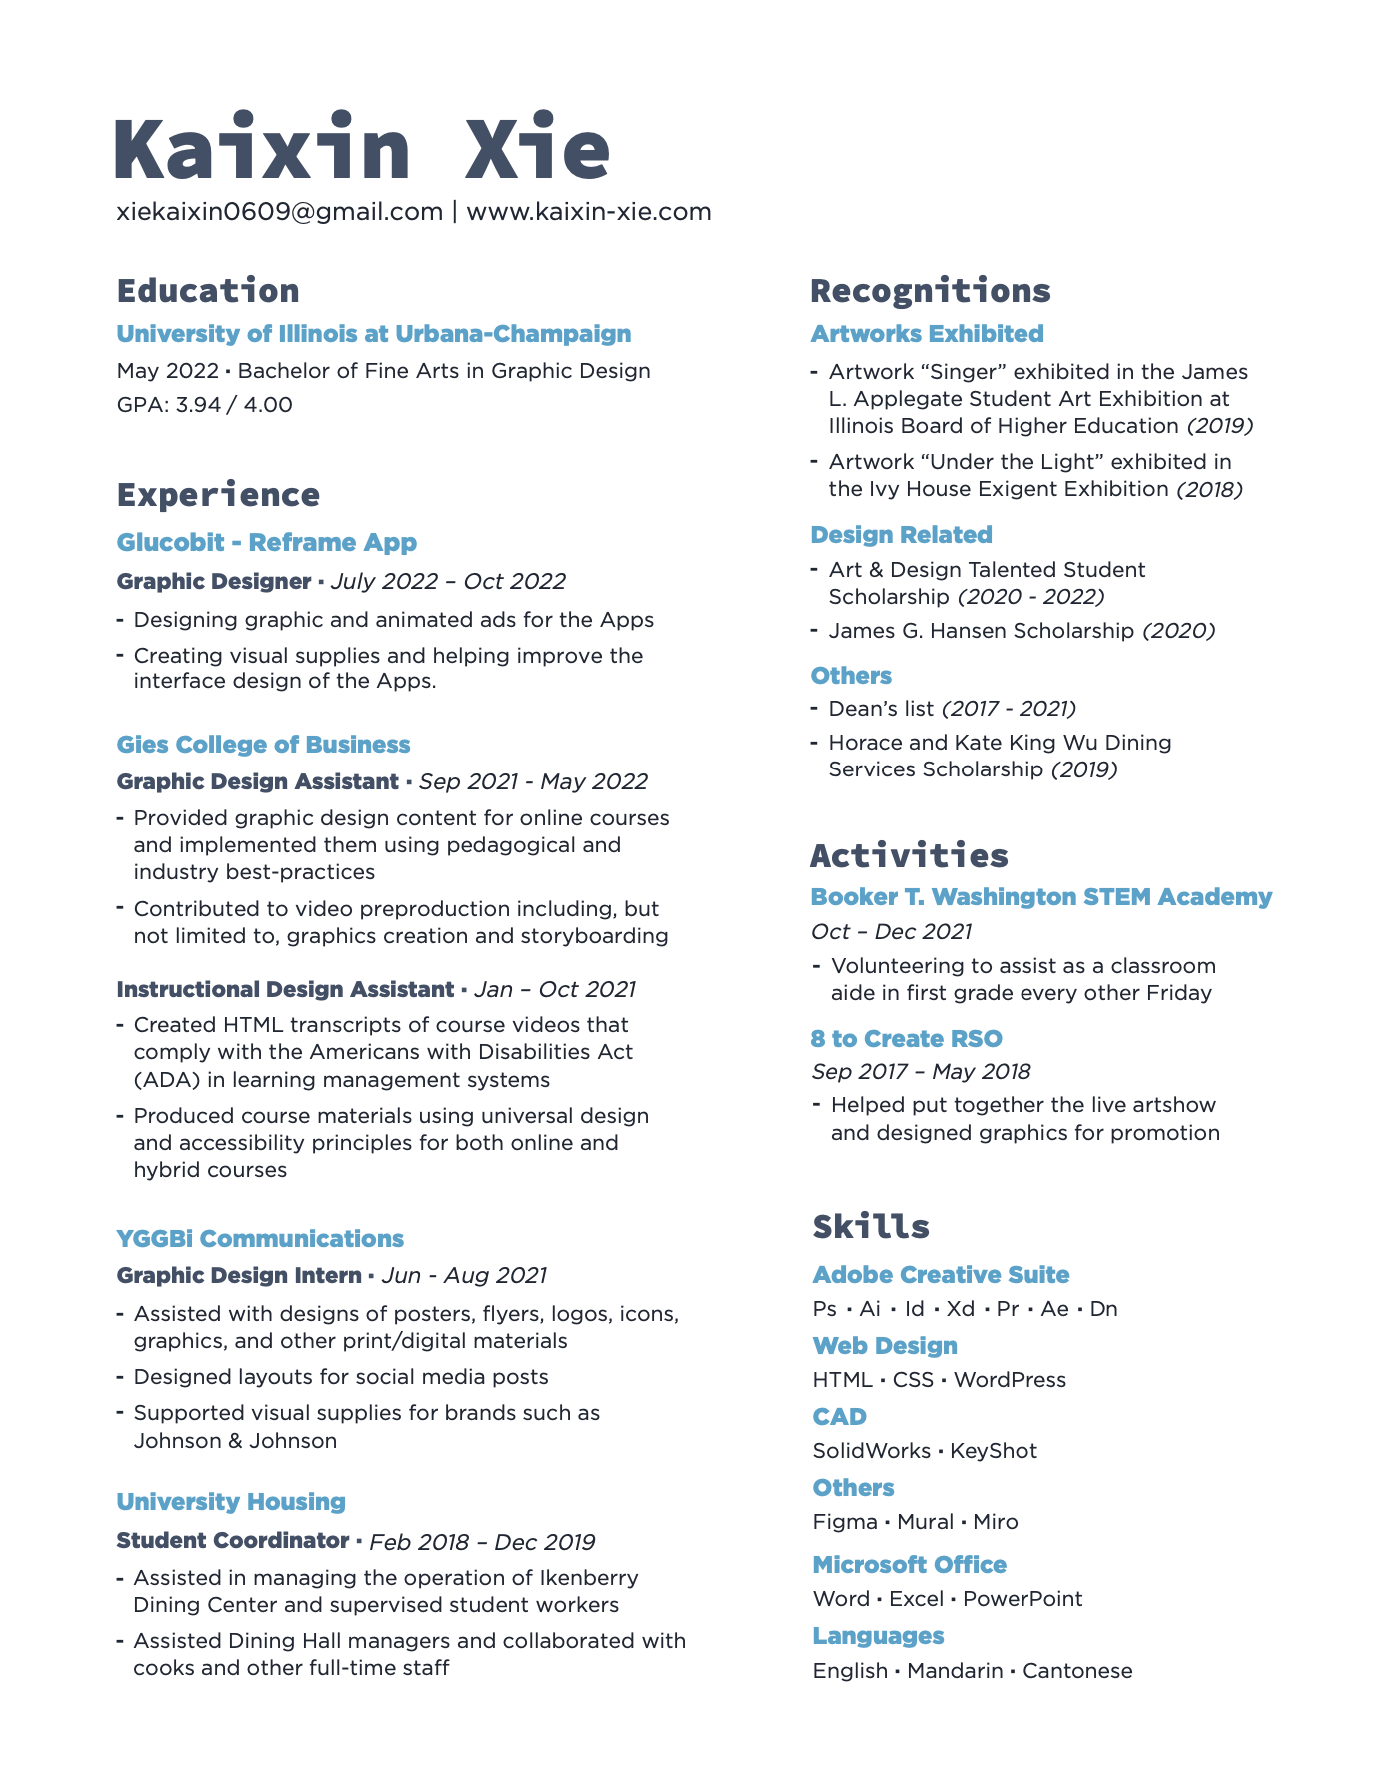 Kaixin Xie
xiekaixin0609@gmail.com | www.kaixin-xie.com
Education
University of Illinois at Urbana-Champaign
May 2022 · Bachelor of Fine Arts in Graphic Design
GPA: 3.94 / 4.00
Experience
Glucobit - Reframe App
Graphic Designer · July 2022 – Oct 2022
- Designing graphic and animated ads for the Apps
- Creating visual supplies and helping improve the
interface design of the Apps.
Gies College of Business
Graphic Design Assistant · Sep 2021 - May 2022
- Provided graphic design content for online courses
and implemented them using pedagogical and
industry best-practices
- Contributed to video preproduction including, but
not limited to, graphics creation and storyboarding
Instructional Design Assistant · Jan – Oct 2021
- Created HTML transcripts of course videos that
comply with the Americans with Disabilities Act
(ADA) in learning management systems
- Produced course materials using universal design
and accessibility principles for both online and
hybrid courses
YGGBi Communications
Graphic Design Intern · Jun - Aug 2021
- Assisted with designs of posters, flyers, logos, icons,
graphics, and other print/digital materials
- Designed layouts for social media posts
- Supported visual supplies for brands such as
Johnson & Johnson
University Housing
Student Coordinator · Feb 2018 – Dec 2019
- Assisted in managing the operation of Ikenberry
Dining Center and supervised student workers
- Assisted Dining Hall managers and collaborated with
cooks and other full-time staff
Recognitions
Artworks Exhibited
- Artwork “Singer” exhibited in the James
L. Applegate Student Art Exhibition at
Illinois Board of Higher Education (2019)
- Artwork “Under the Light” exhibited in
the Ivy House Exigent Exhibition (2018)
Design Related
- Art & Design Talented Student
Scholarship (2020 - 2022)
- James G. Hansen Scholarship (2020)
Others
- Dean’s list (2017 - 2021)
- Horace and Kate King Wu Dining
Services Scholarship (2019)
Activities
Booker T. Washington STEM Academy
Oct – Dec 2021
- Volunteering to assist as a classroom
aide in first grade every other Friday
8 to Create RSO
Sep 2017 – May 2018
- Helped put together the live artshow
and designed graphics for promotion
Skills
Adobe Creative Suite
Ps · Ai · Id · Xd · Pr · Ae · Dn
Web Design
HTML · CSS · WordPress
CAD
SolidWorks · KeyShot
Others
Figma · Mural · Miro
Microsoft Office
Word · Excel · PowerPoint
Languages
English · Mandarin · Cantonese